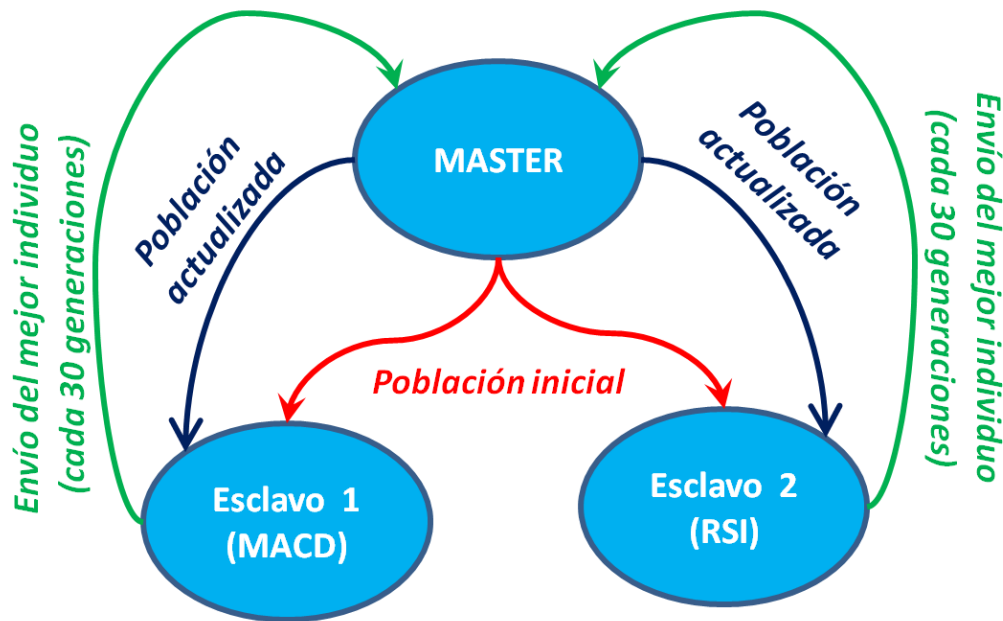 Envío del mejor individuo
(cada 30 generaciones)
Población
actualizada
MASTER
Población
actualizada
Envío del mejor individuo
(cada 30 generaciones)
Población inicial
Esclavo 1
(MACD)
Esclavo 2
(RSI)